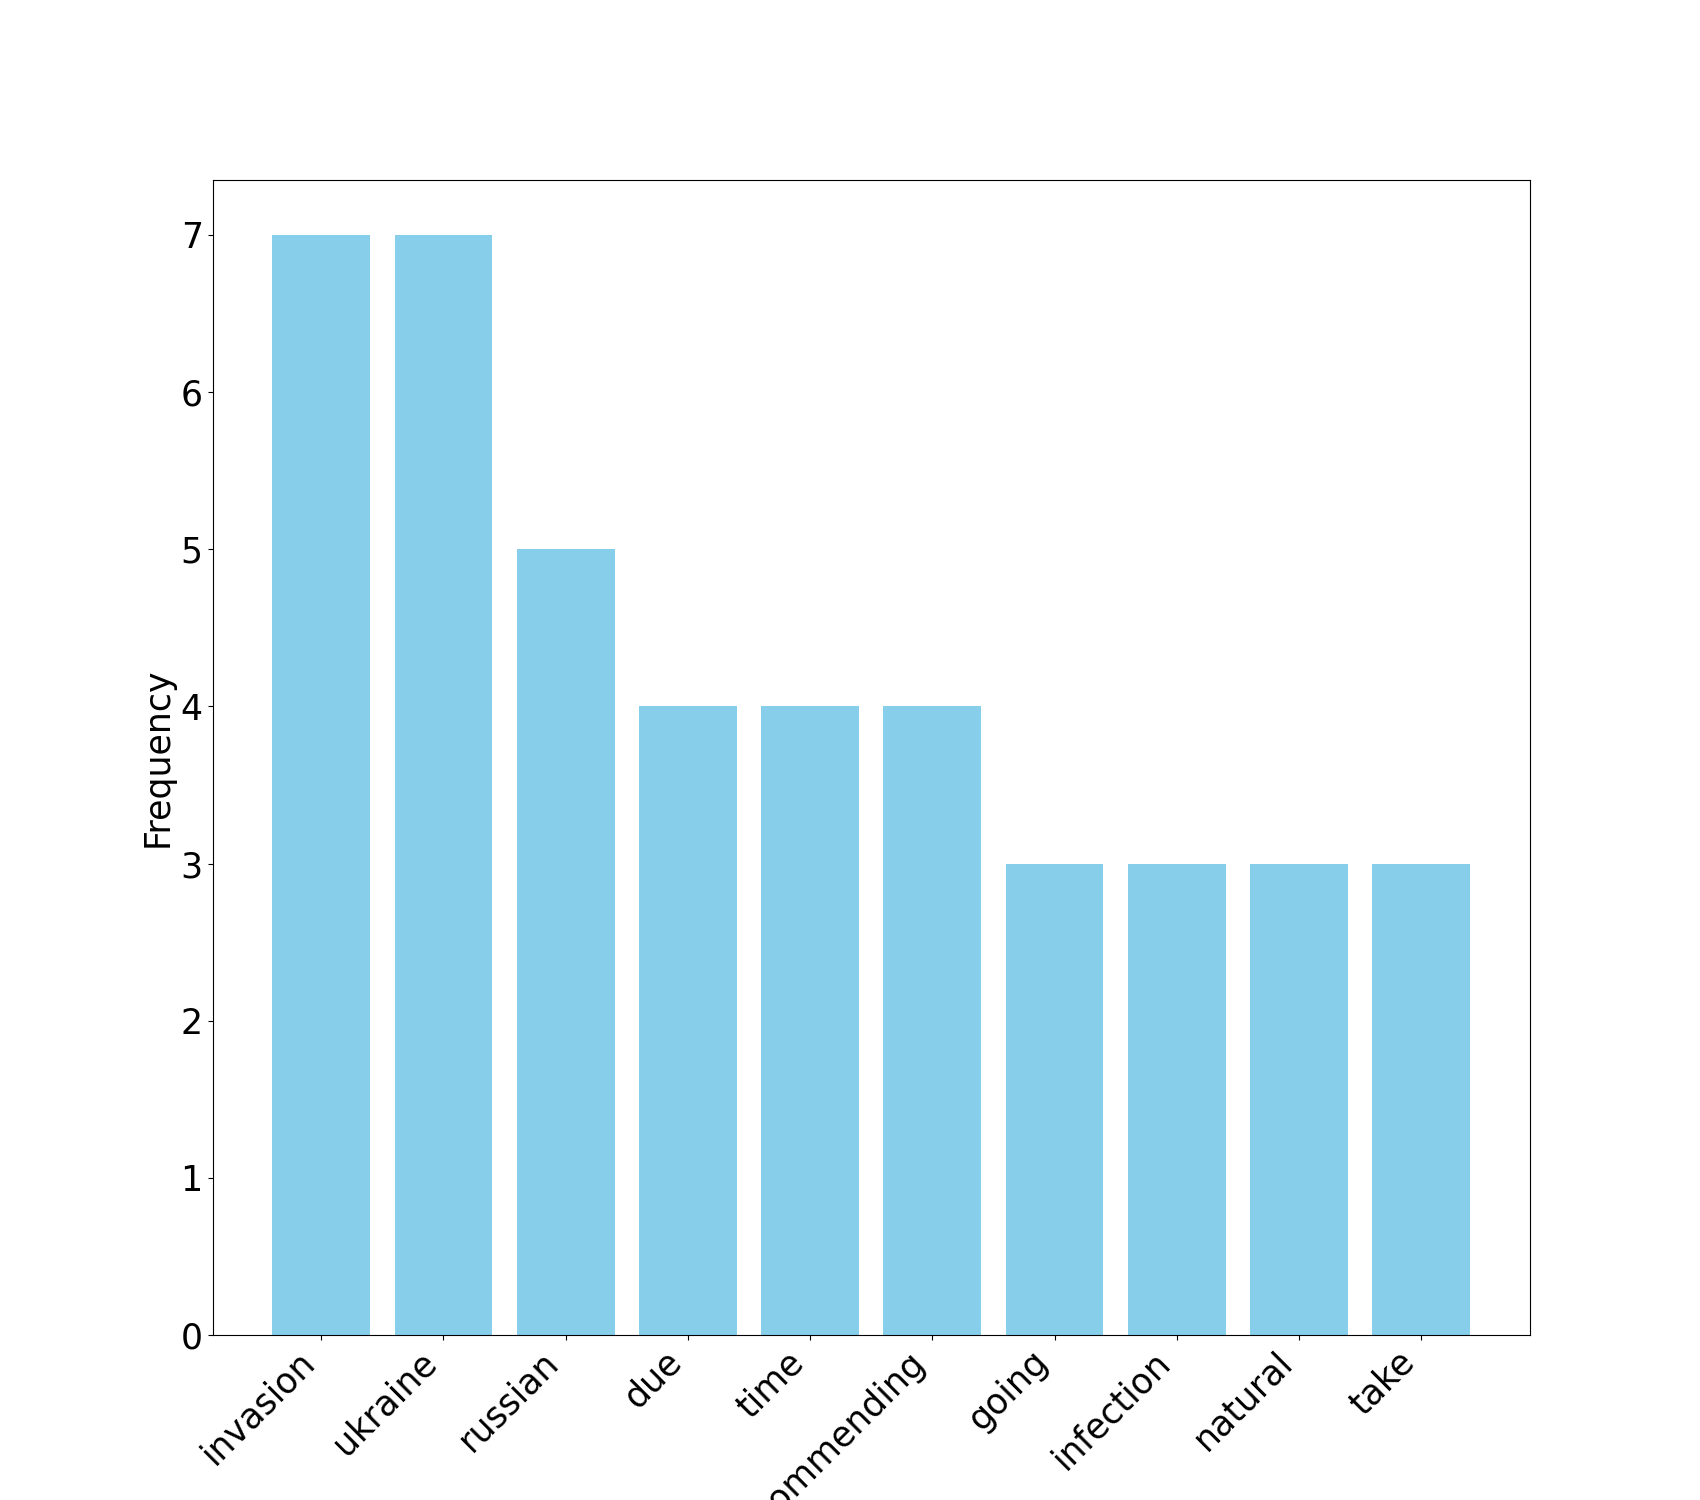 7
6
5
4
3
2
1
0
Frequency
invasion
ukraine
russian
due
time
going
infection
natural
take